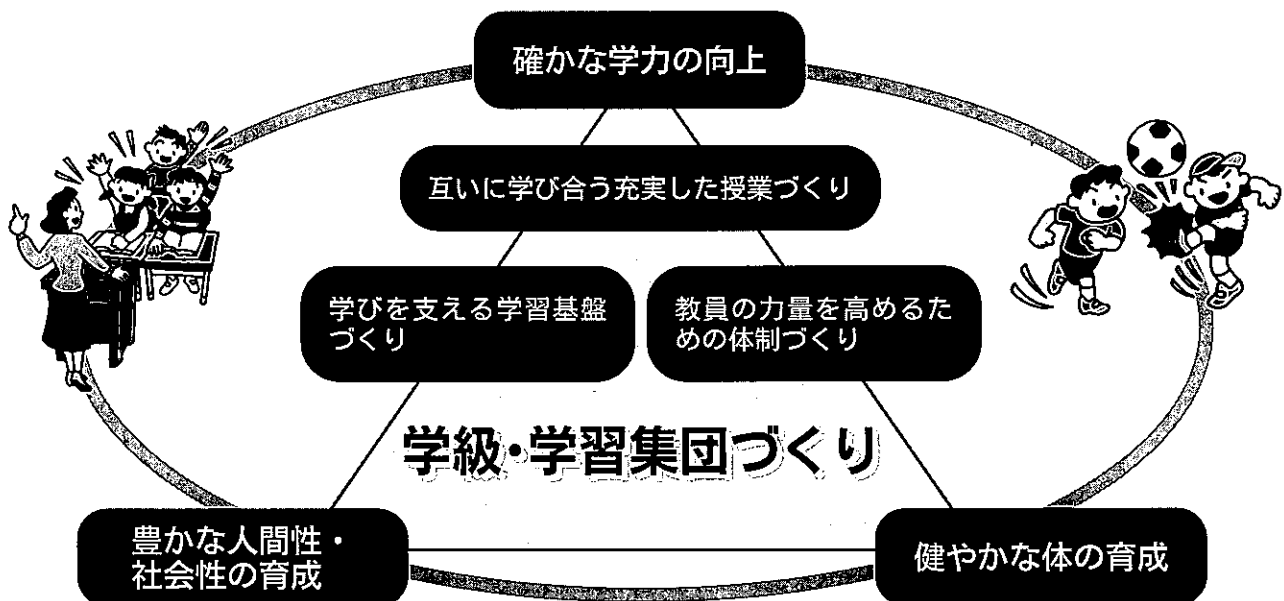 確かな学力の向上
互いに学び合う充実した授業づくり
学びを支える学習基盤
づくり
教員の力量を高めるた
めの体制づくり
学級・学習集団づくり
豊かな人間性・
社会性の育成
健やかな体の育成